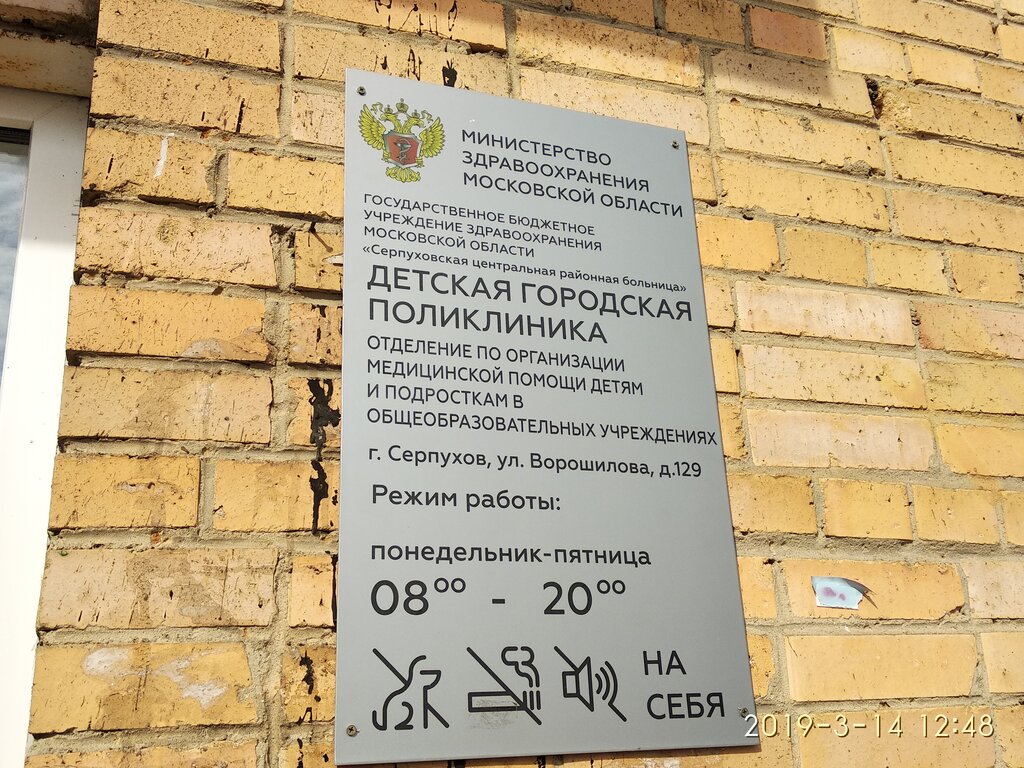 МИНИСТЕРСТВО
ЗДРАВООХРАНЕНИЯ
МОСКОВСКОЙ ОБЛАСТИ
ГОСУДАРСТВЕННОЕ БЮДЖЕТНОЕ
УЧРЕЖДЕНИЕ ЗДРАВООХРАНЕНИЯ
МОСКОВСКОЙ ОБЛАСТИ
«Серпуховская центральная районная больница»
ДЕТСКАЯ ГОРОДСКАЯ
ПОЛИКЛИНИКА
ОТДЕЛЕНИЕ ПО ОРГАНИЗАЦИИ
МЕДИЦИНСКОЙ ПОМОЩИ ДЕТЯМ
И ПОДРОСТКАМ В
ОБЩЕОБРАЗОВАТЕЛЬНЫХ УЧРЕЖДЕНИЯХ
г. Серпухов, ул. Ворошилова, д.129
Режим работы:
понедельник-пятница
08⁰⁰ - 20⁰⁰
НА
СЕБЯ
2019-3-14 12:48